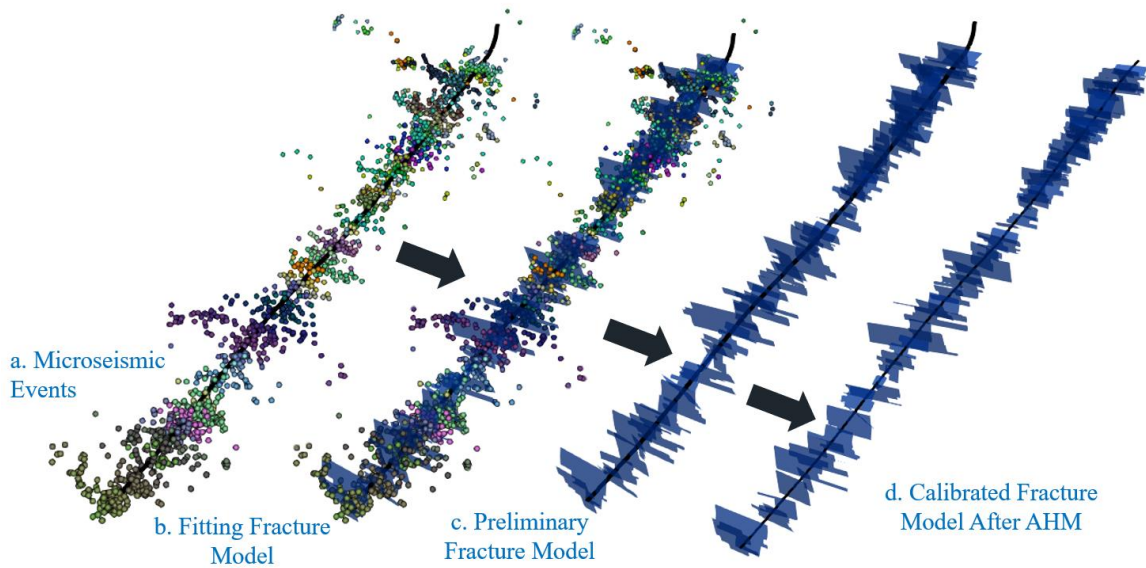 a. Microseismic
Events
b. Fitting Fracture
Model
c. Preliminary
Fracture Model
d. Calibrated Fracture
Model After AHM